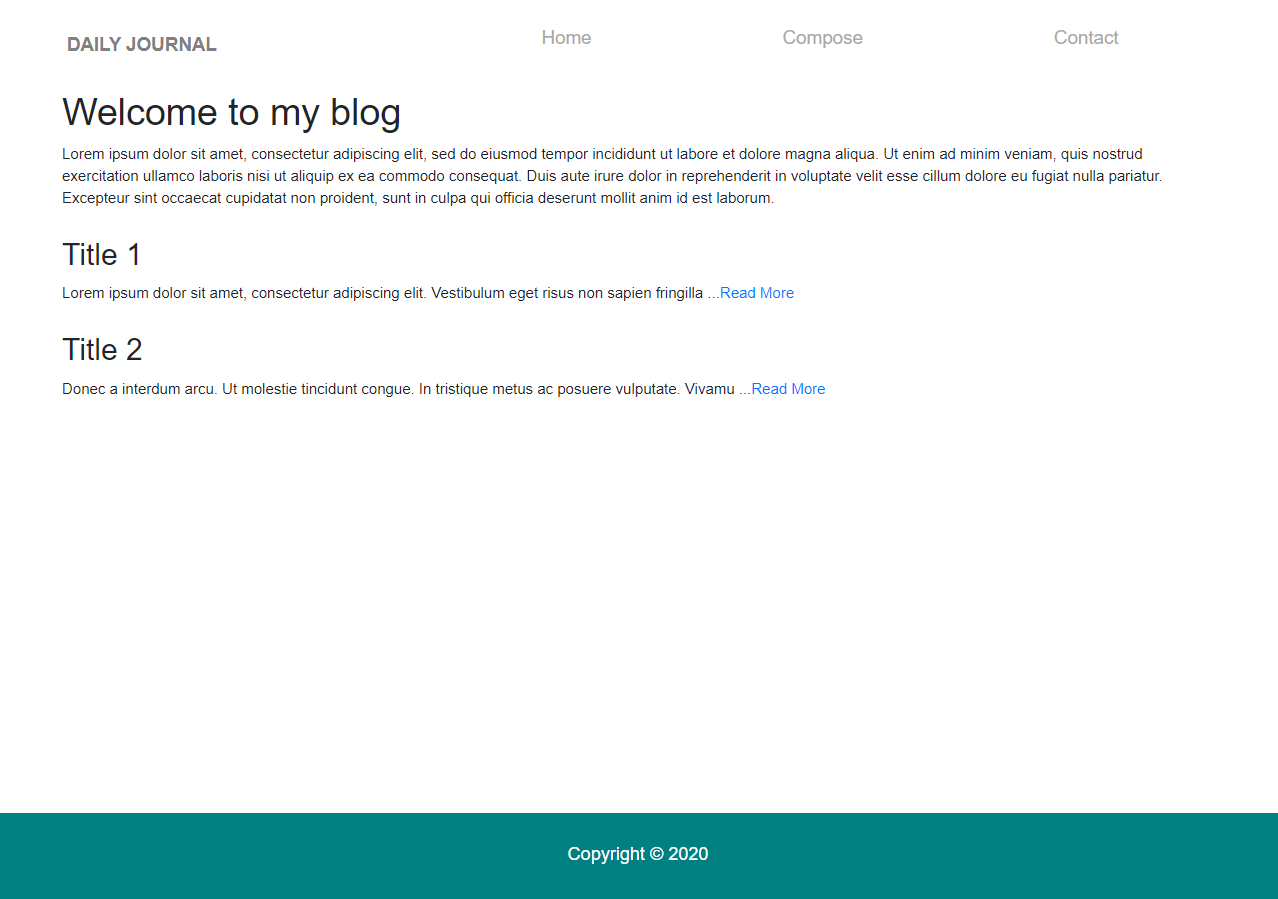 DAILY JOURNAL
Home
Compose
Contact
Welcome to my blog
Lorem ipsum dolor sit amet, consectetur adipiscing elit, sed do eiusmod tempor incididunt ut labore et dolore magna aliqua. Ut enim ad minim veniam, quis nostrud
exercitation ullamco laboris nisi ut aliquip ex ea commodo consequat. Duis aute irure dolor in reprehenderit in voluptate velit esse cillum dolore eu fugiat nulla pariatur.
Excepteur sint occaecat cupidatat non proident, sunt in culpa qui officia deserunt mollit anim id est laborum.
Title 1
Lorem ipsum dolor sit amet, consectetur adipiscing elit. Vestibulum eget risus non sapien fringilla ...Read More
Title 2
Donec a interdum arcu. Ut molestie tincidunt congue. In tristique metus ac posuere vulputate. Vivamu ...Read More
Copyright © 2020